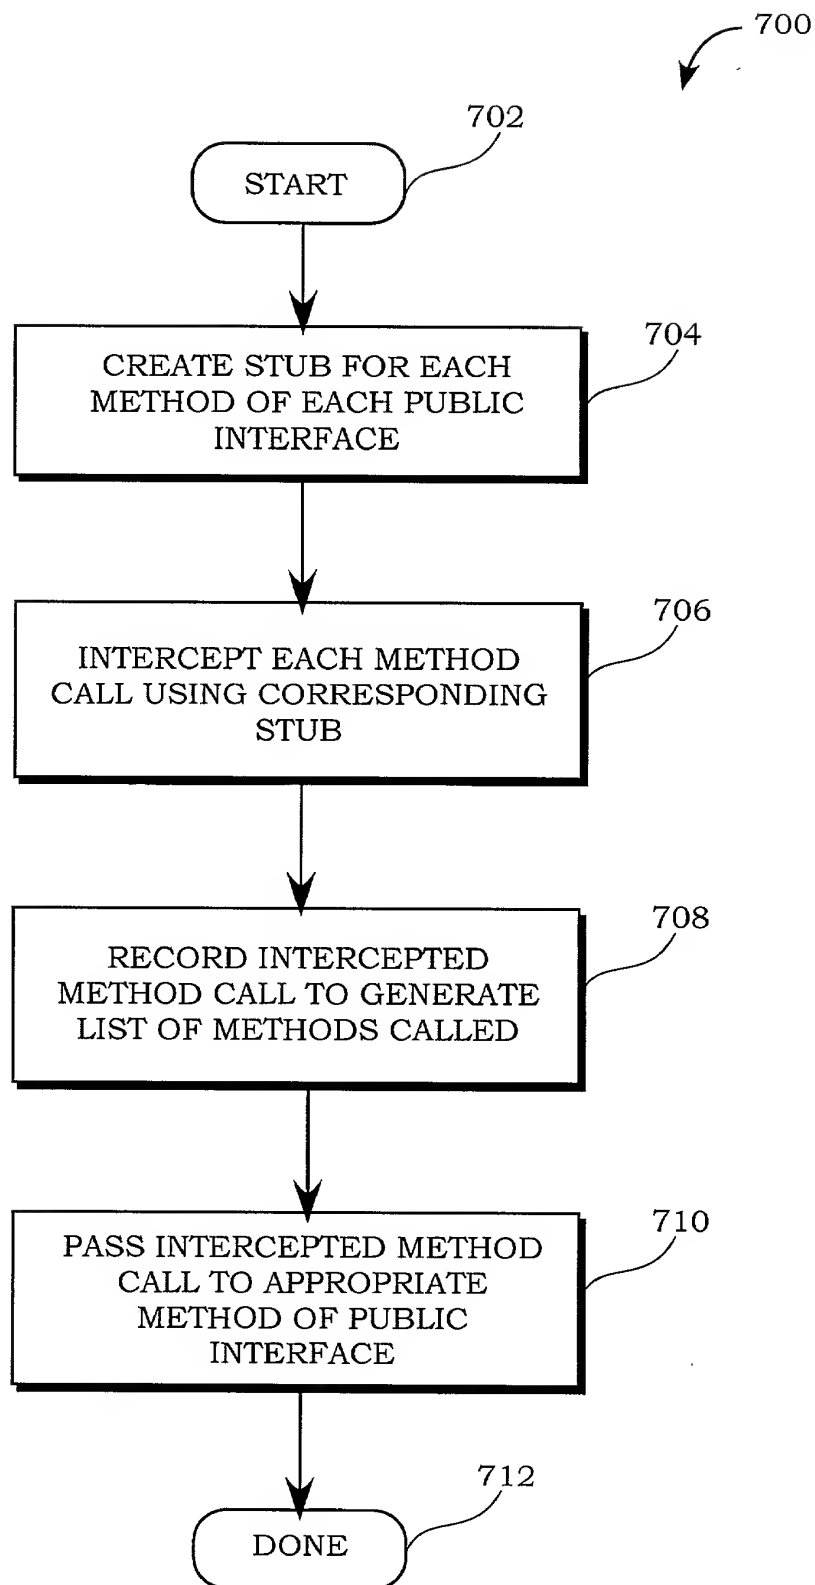 700
702
START
704
CREATE STUB FOR EACH
METHOD OF EACH PUBLIC
INTERFACE
706
INTERCEPT EACH METHOD
CALL USING CORRESPONDING
STUB
708
RECORD INTERCEPTED
METHOD CALL TO GENERATE
LIST OF METHODS CALLED
710
PASS INTERCEPTED METHOD
CALL TO APPROPRIATE
METHOD OF PUBLIC
INTERFACE
712
DONE